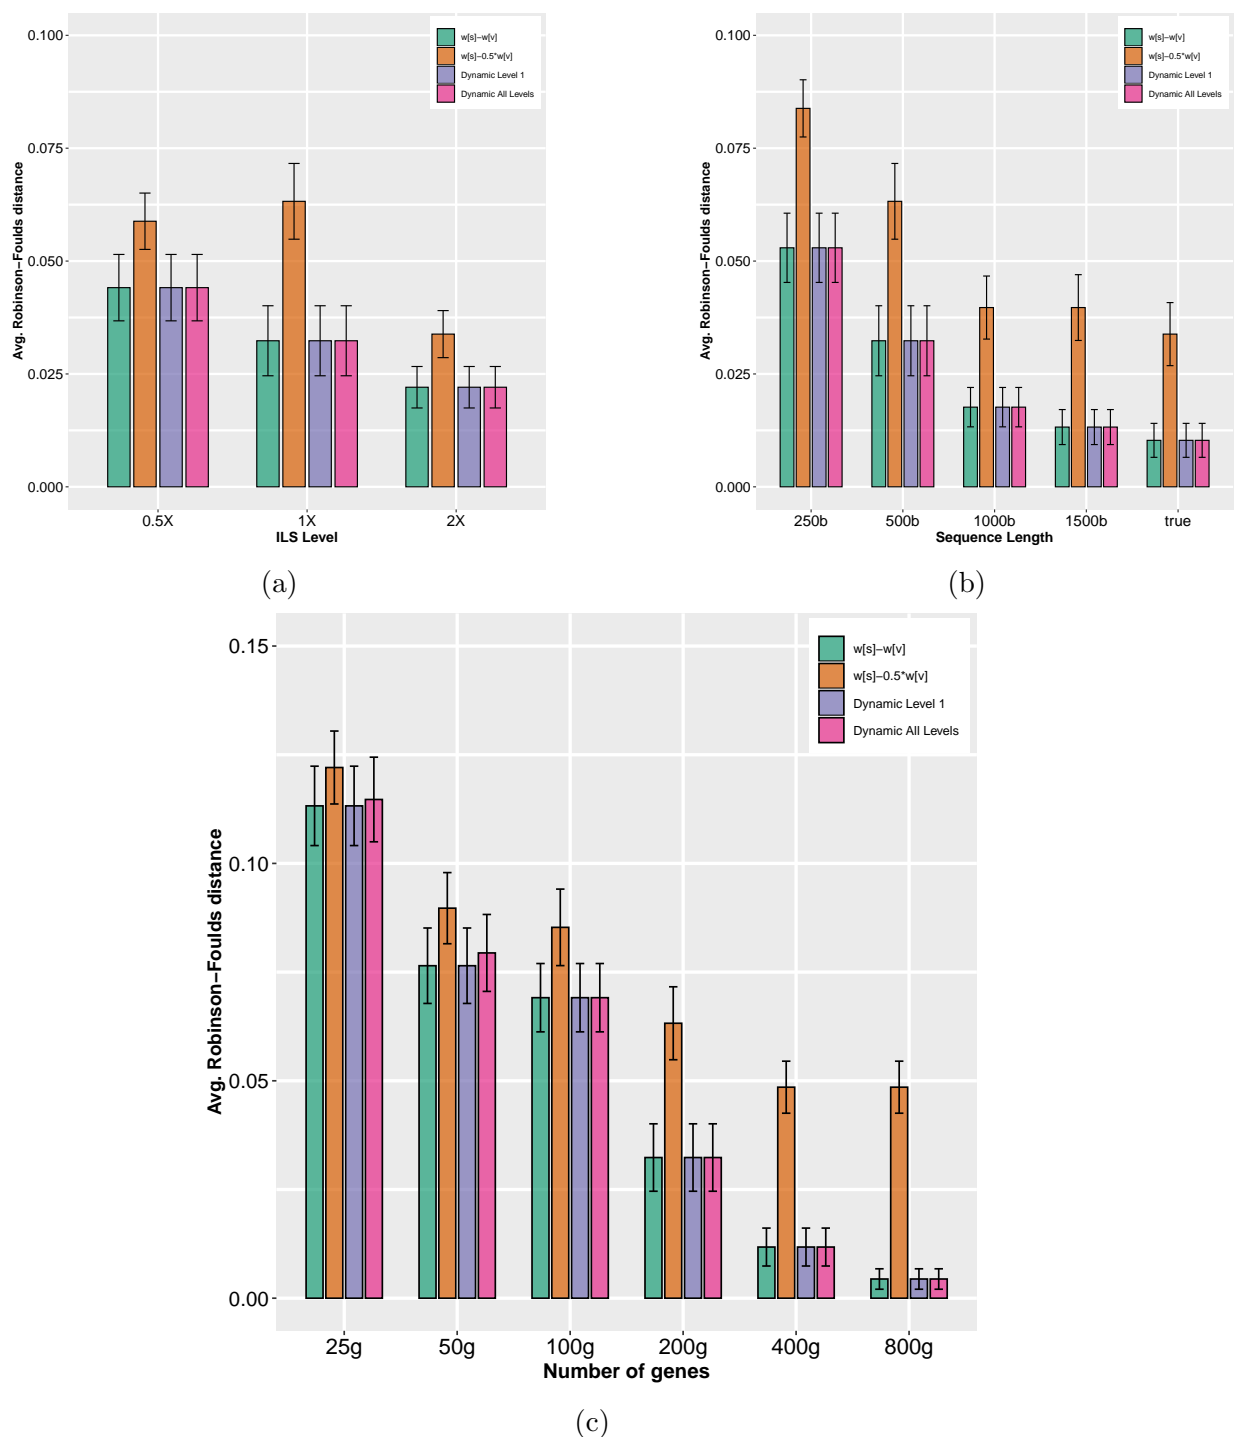 0.100
0.075
0.050
0.025
0.000
Avg. Robinson−Foulds distance
w[s]−w[v]
w[s]−0.5*w[v]
Dynamic Level 1
Dynamic All Levels
0.5X
1X
2X
ILS Level
(a)
0.100
0.075
0.050
0.025
0.000
Avg. Robinson−Foulds distance
w[s]−w[v]
w[s]−0.5*w[v]
Dynamic Level 1
Dynamic All Levels
250b
500b
1000b
1500b
true
Sequence Length
(b)
0.15
0.10
0.05
0.00
Avg. Robinson−Foulds distance
w[s]−w[v]
w[s]−0.5*w[v]
Dynamic Level 1
Dynamic All Levels
25g
50g
100g
200g
400g
800g
Number of genes
(c)